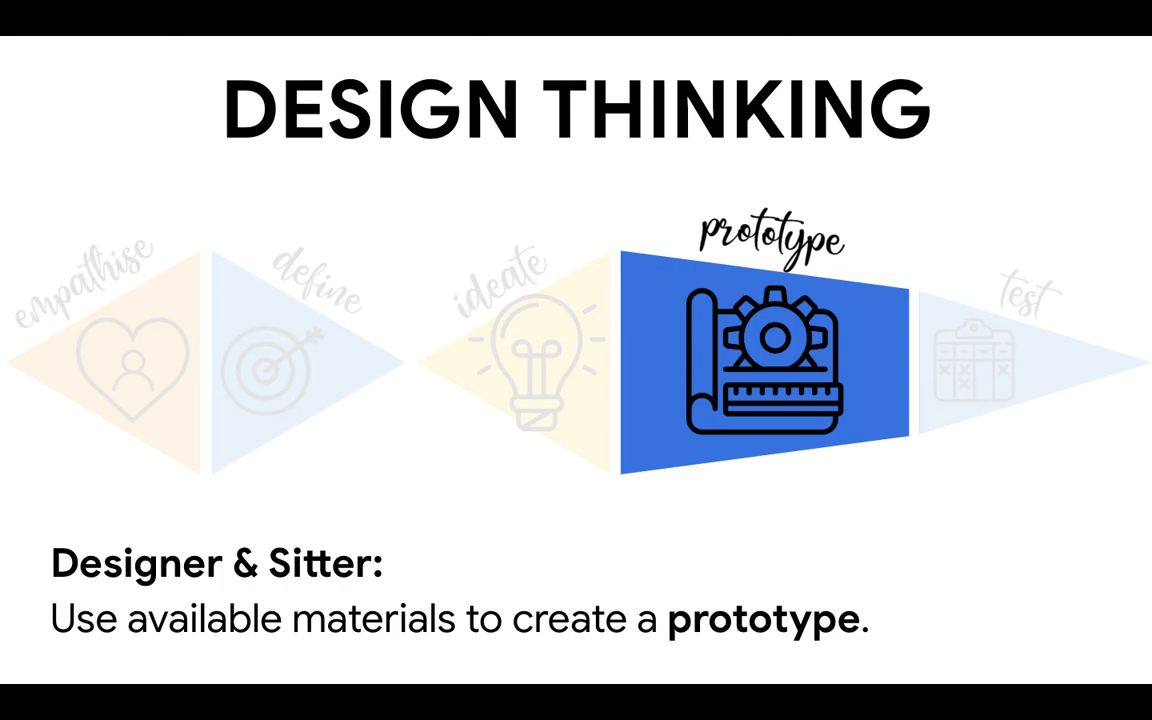 DESIGN THINKING
empathise
define
ideate
prototype
test
Designer & Sitter:
Use available materials to create a prototype.